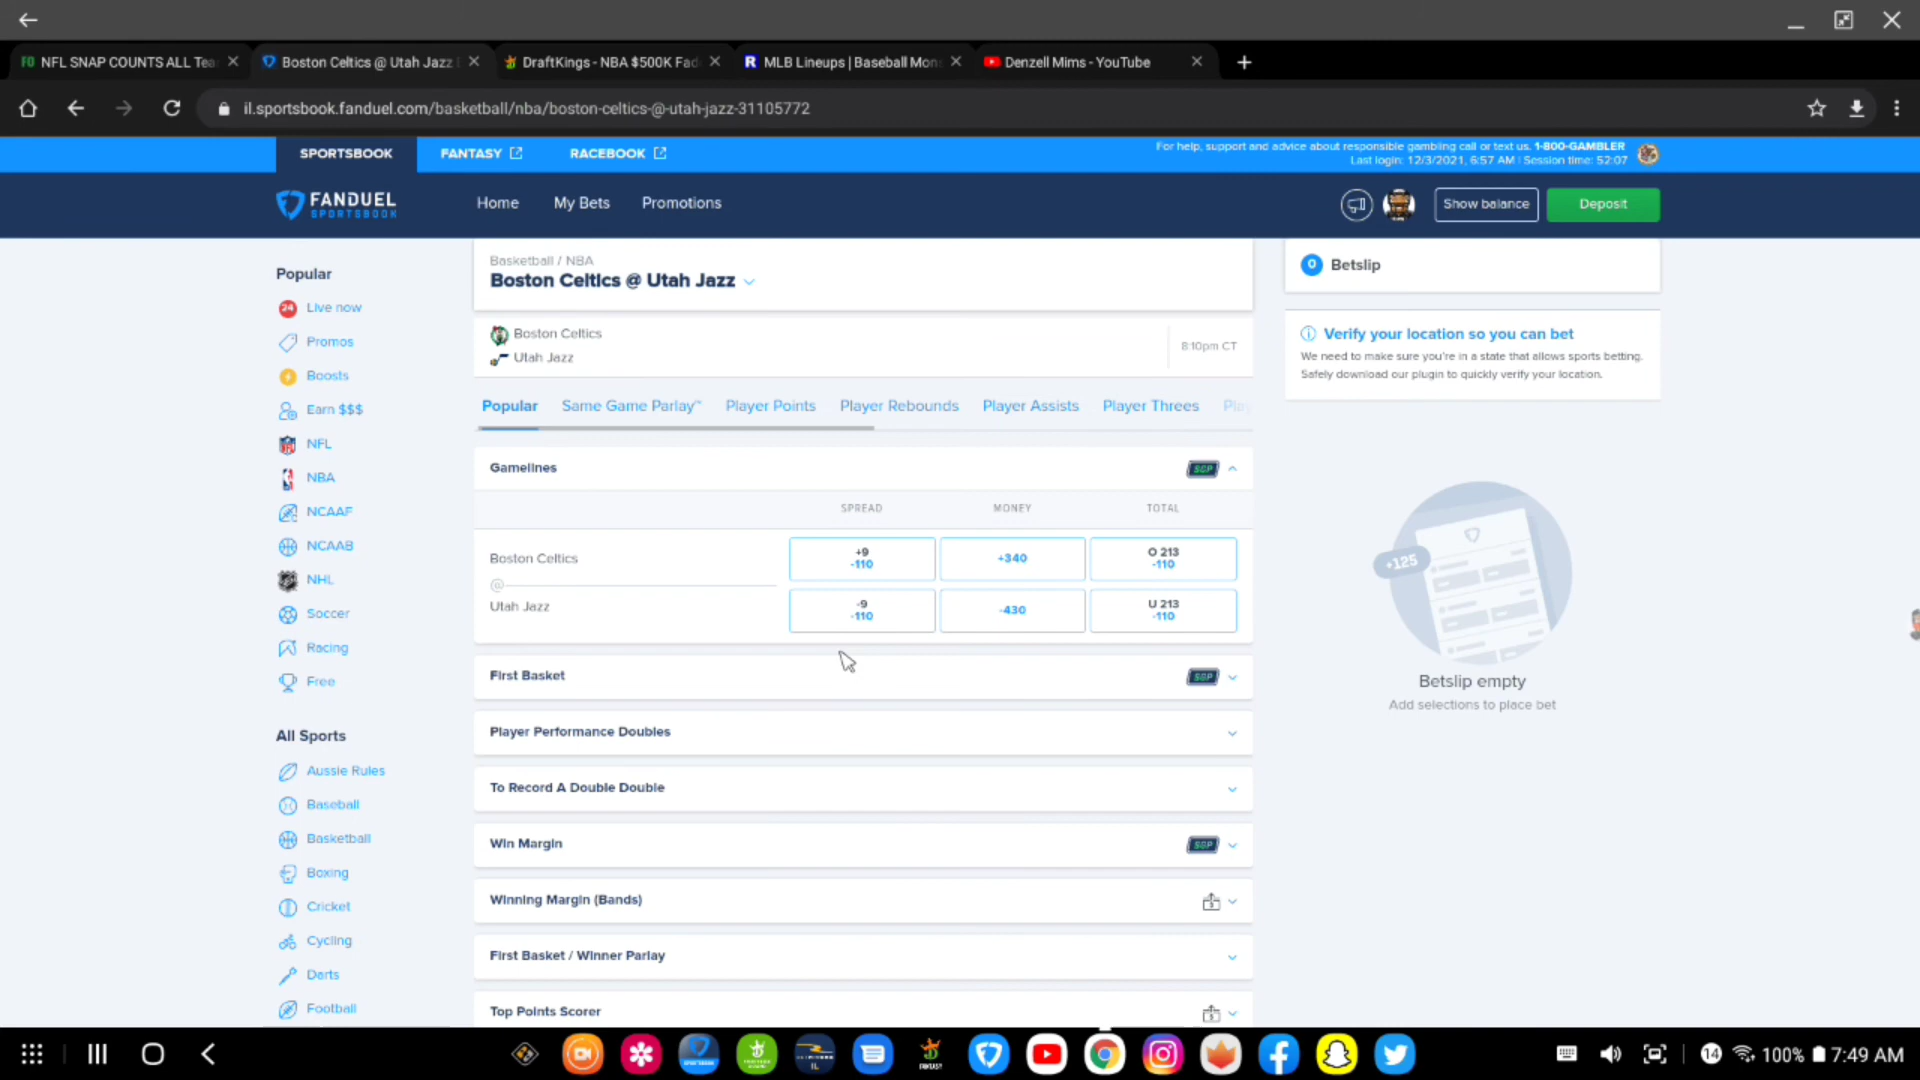 FO NFL SNAP COUNTS ALL Tea
Boston Celtics @ Utah Jazz
DraftKings - NBA $500K Fad
R MLB Lineups | Baseball Mon
Denzell Mims - YouTube
il.sportsbook.fanduel.com/basketball/nba/boston-celtics-@-utah-jazz-31105772
SPORTSBOOK FANTASY RACEBOOK
For help, support and advice about responsible gambling call or text us. 1-800-GAMBLER
Last login: 12/3/2021, 6:57 AM | Session time: 52:07
FANDUEL
SPORTSBOOK
Home My Bets Promotions
Show balance
Deposit
Popular
24 Live now
Promos
Boosts
Earn $$$
NFL
NBA
NCAAF
NCAAB
NHL
Soccer
Racing
Free
All Sports
Aussie Rules
Baseball
Basketball
Boxing
Cricket
Cycling
Darts
Football
Basketball / NBA
Boston Celtics @ Utah Jazz
Boston Celtics
Utah Jazz
8:10pm CT
Popular Same Game Parlay™ Player Points Player Rebounds Player Assists Player Threes Play
Gamelines SGP
SPREAD MONEY TOTAL
Boston Celtics
+9
-110
+340
O 213
-110
@
Utah Jazz
-9
-110
-430
U 213
-110
First Basket SGP
Player Performance Doubles
To Record A Double Double
Win Margin SGP
Winning Margin (Bands)
First Basket / Winner Parlay
Top Points Scorer
0 Betslip
Verify your location so you can bet
We need to make sure you're in a state that allows sports betting.
Safely download our plugin to quickly verify your location.
+125
Betslip empty
Add selections to place bet
14 100% 7:49 AM